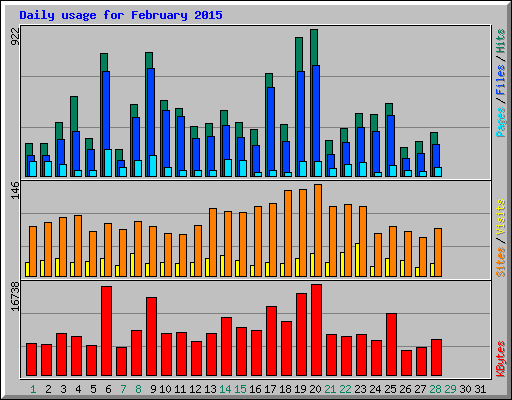 Daily usage for February 2015
922
Pages / Files / Hits
146
Sites / Visits
16738
KBytes
1 2 3 4 5 6 7 8 9 10 11 12 13 14 15 16 17 18 19 20 21 22 23 24 25 26 27 28 29 30 31